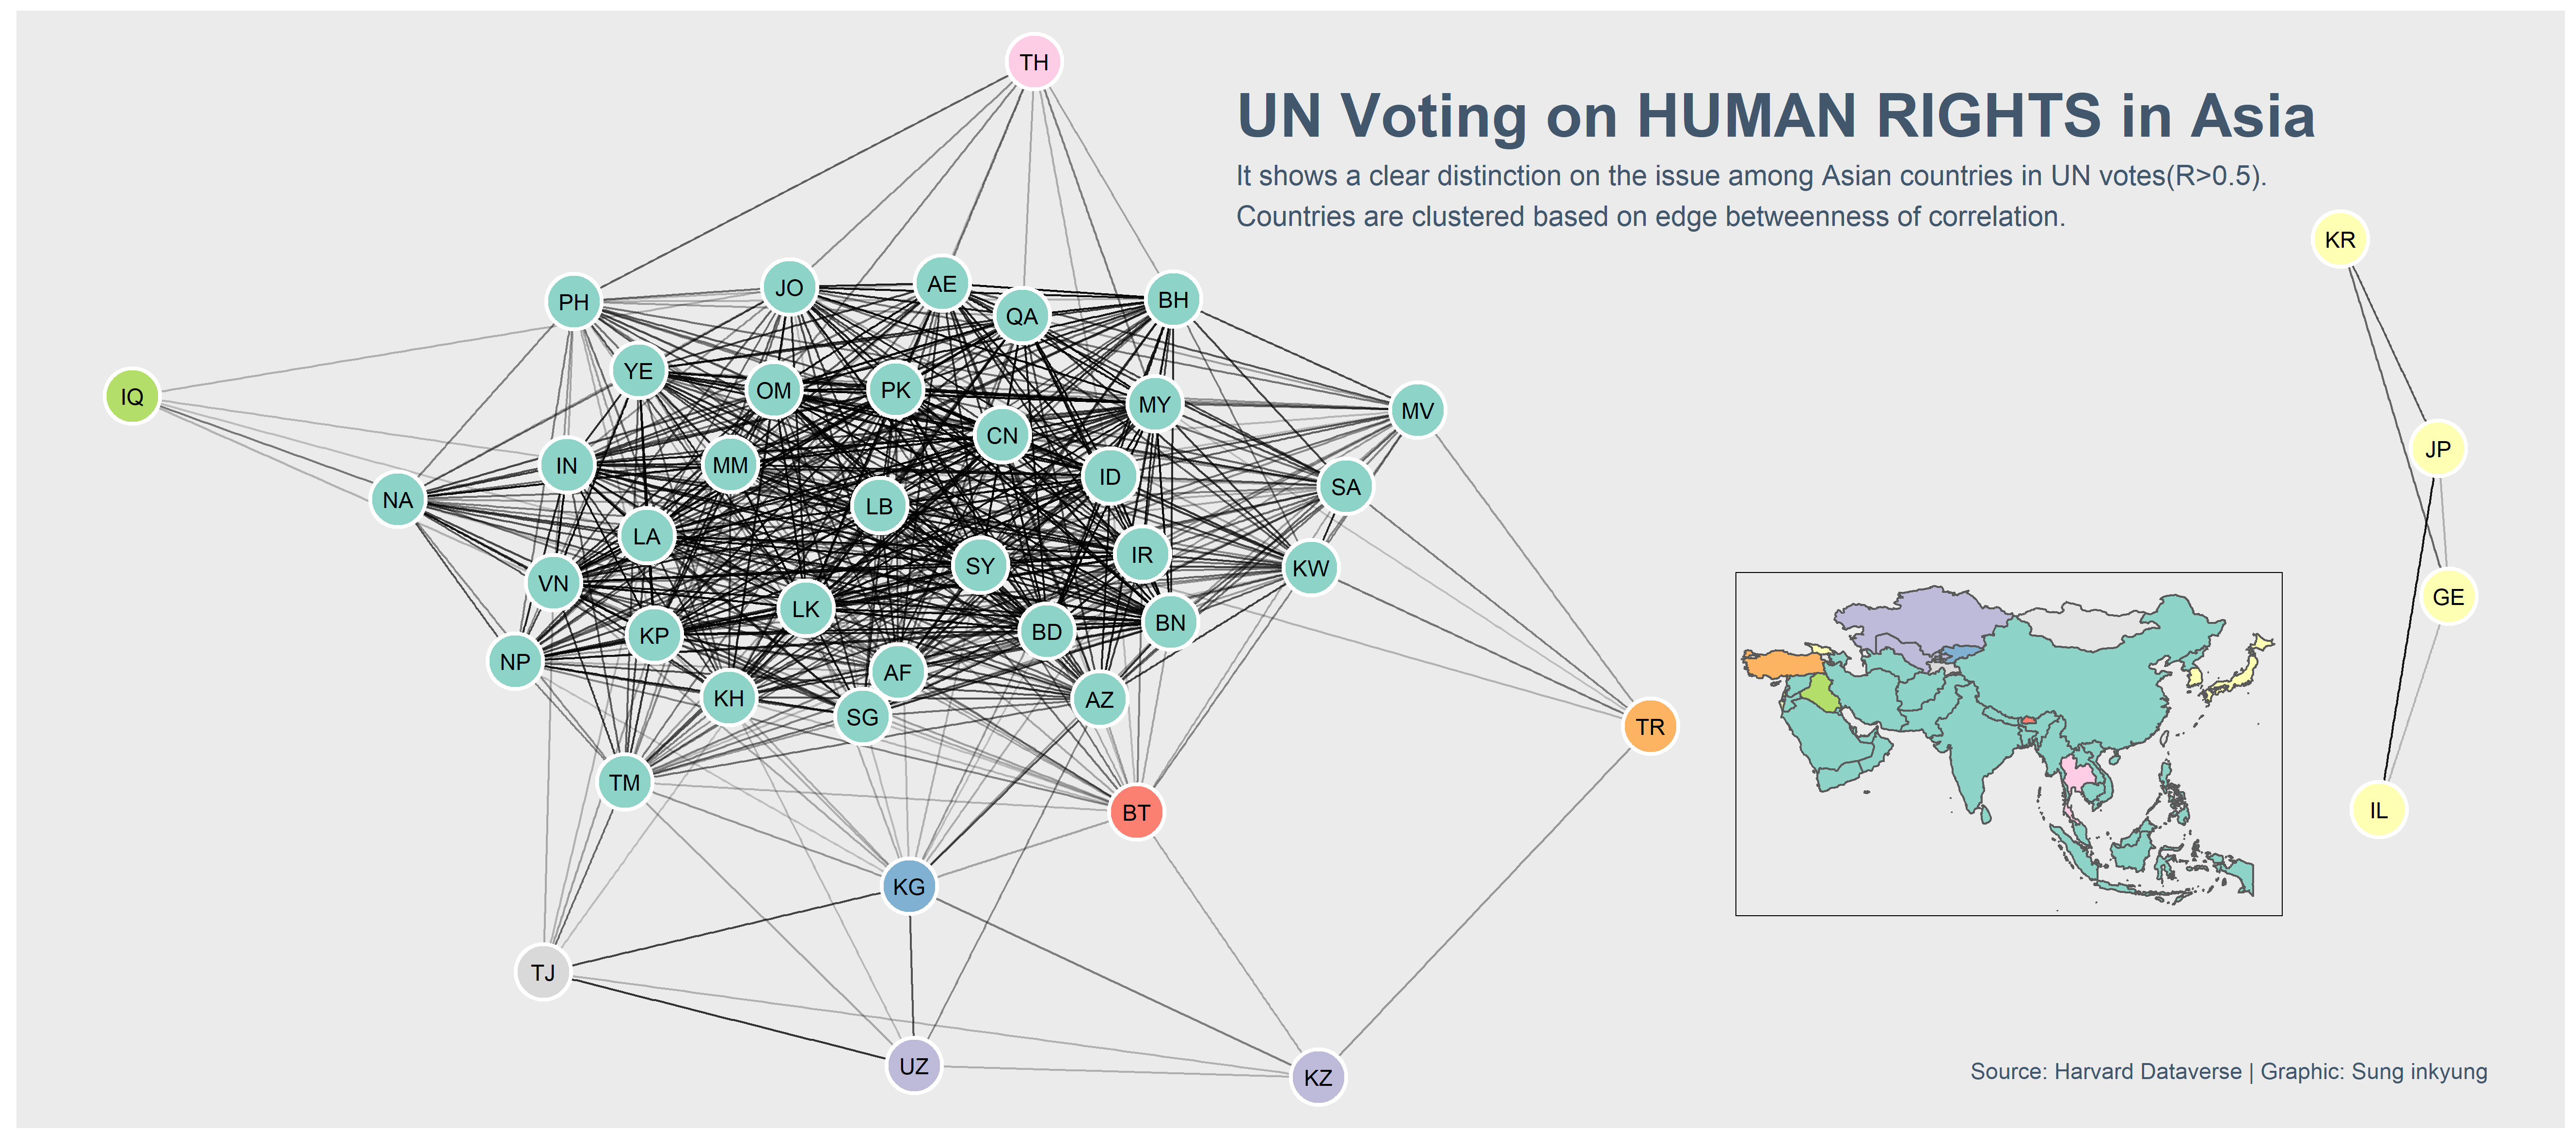 TH
UN Voting on HUMAN RIGHTS in Asia
It shows a clear distinction on the issue among Asian countries in UN votes(R>0.5).
Countries are clustered based on edge betweenness of correlation.
KR
PH
JO
AE
QA
BH
IQ
YE
OM
PK
MY
MV
CN
JP
NA
IN
MM
ID
SA
LB
LA
IR
SY
KW
VN
GE
LK
KP
BD
BN
NP
AF
KH
SG
AZ
TR
TM
BT
IL
KG
TJ
UZ
KZ
Source: Harvard Dataverse | Graphic: Sung inkyung